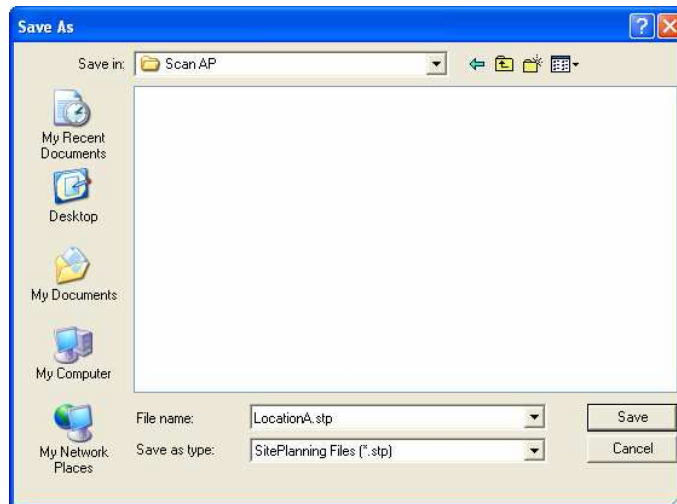 Save As
Save in:
Scan AP
My Recent
Documents
Desktop
My Documents
My Computer
My Network
Places
File name:
LocationA.stp
Save
Save as type:
SitePlanning Files (*.stp)
Cancel